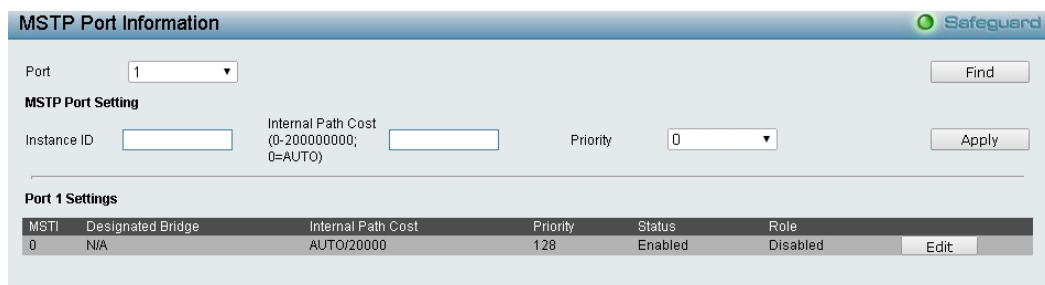 MSTP Port Information
Safeguard
Port 1 Find
MSTP Port Setting
Instance ID Internal Path Cost (0-200000000; 0=AUTO) Priority 0 Apply
Port 1 Settings
MSTI Designated Bridge Internal Path Cost Priority Status Role
0 N/A AUTO/20000 128 Enabled Disabled Edit